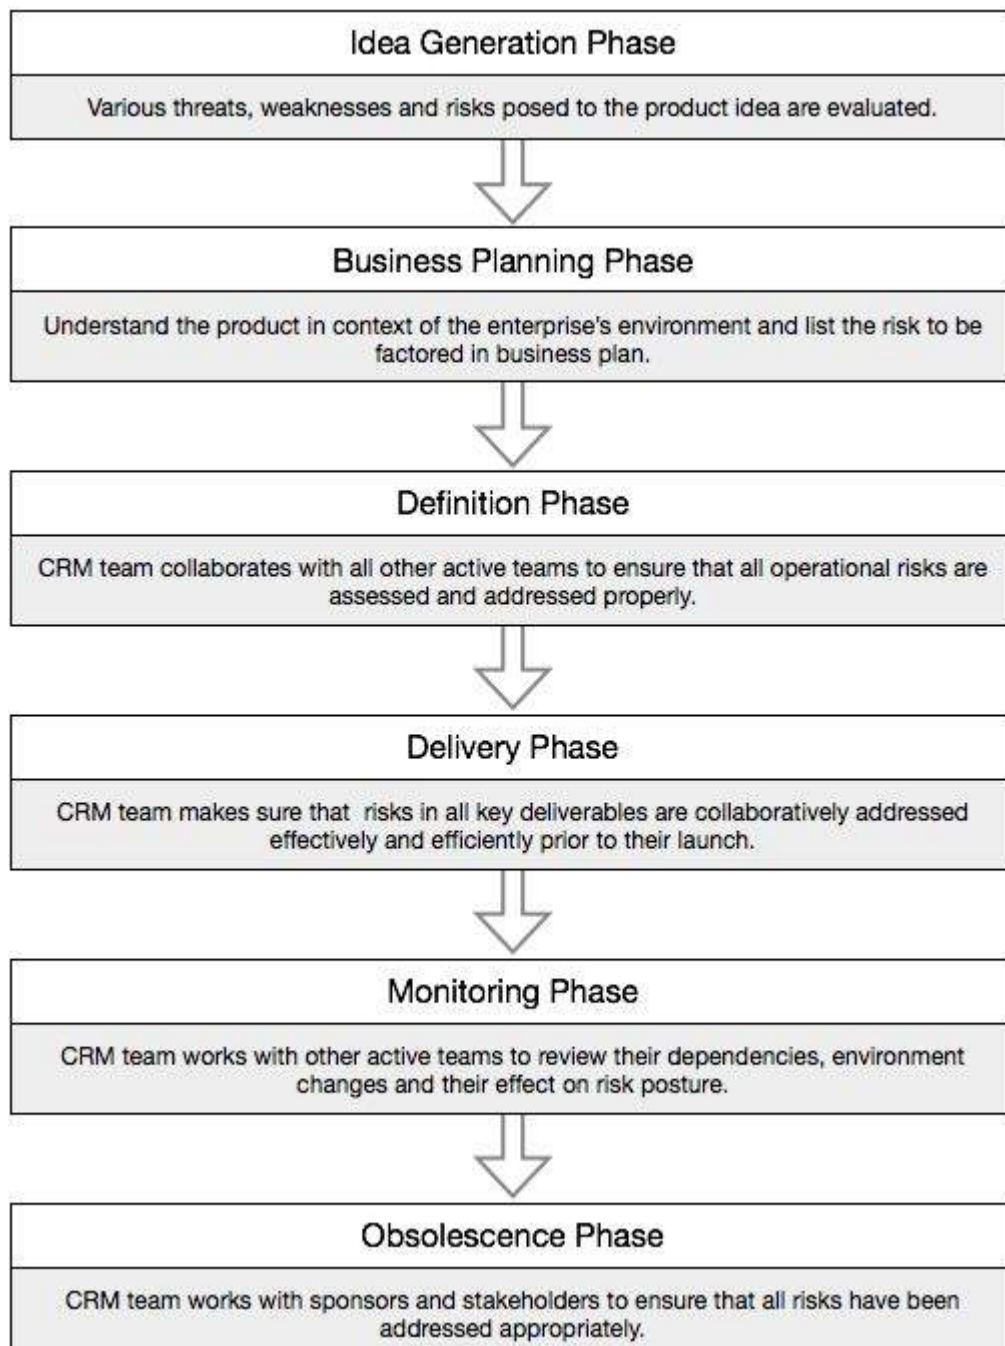 Idea Generation Phase
Various threats, weaknesses and risks posed to the product idea are evaluated.
Business Planning Phase
Understand the product in context of the enterprise's environment and list the risk to be
factored in business plan.
Definition Phase
CRM team collaborates with all other active teams to ensure that all operational risks are
assessed and addressed properly.
Delivery Phase
CRM team makes sure that risks in all key deliverables are collaboratively addressed
effectively and efficiently prior to their launch.
Monitoring Phase
CRM team works with other active teams to review their dependencies, environment
changes and their effect on risk posture.
Obsolescence Phase
CRM team works with sponsors and stakeholders to ensure that all risks have been
addressed appropriately.